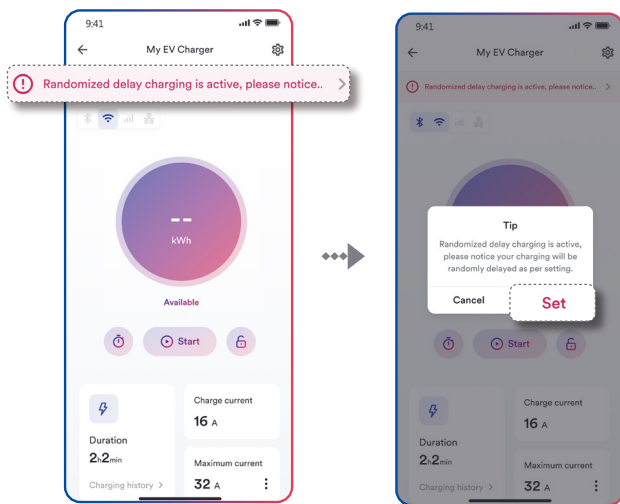 9:41
My EV Charger
Randomized delay charging is active, please notice..
--
kWh
Available
Start
Duration
2h2min
Charging history
Charge current
16 A
Maximum current
32 A
9:41
My EV Charger
Randomized delay charging is active, please notice..
Tip
Randomized delay charging is active,
please notice your charging will be
randomly delayed as per setting.
Cancel
Set
Start
Duration
2h2min
Charging history
Charge current
16 A
Maximum current
32 A